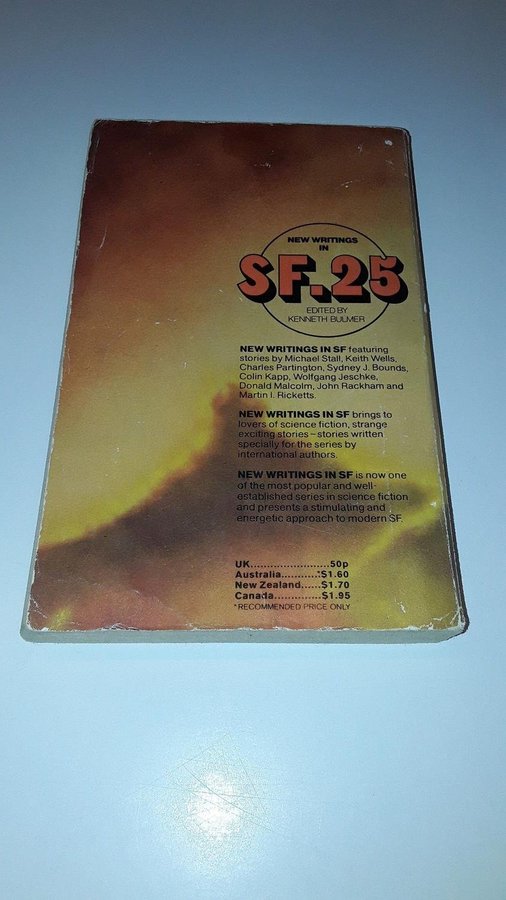 NEW WRITINGS
IN
SF.25
EDITED BY
KENNETH BULMER
NEW WRITINGS IN SF featuring
stories by Michael Stall, Keith Wells,
Charles Partington, Sydney J. Bounds,
Colin Kapp, Wolfgang Jeschke,
Donald Malcolm, John Rackham and
Martin I. Ricketts.
NEW WRITINGS IN SF brings to
lovers of science fiction, strange
exciting stories – stories written
specially for the series by
international authors.
NEW WRITINGS IN SF is now one
of the most popular and well-
established series in science fiction
and presents a stimulating and
energetic approach to modern SF.
UK........................50p
Australia...........*$1.60
New Zealand......$1.70
Canada..............$1.95
*RECOMMENDED PRICE ONLY